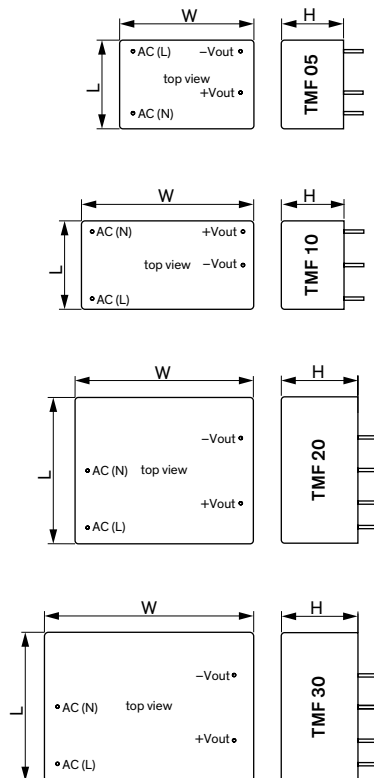 W
H
L
AC (L)
–Vout
top view
+Vout
AC (N)
TMF 05
W
H
L
AC (N)
+Vout
top view
–Vout
AC (L)
TMF 10
W
H
L
–Vout
AC (N)
top view
+Vout
AC (L)
TMF 20
W
H
L
–Vout
AC (N)
top view
+Vout
AC (L)
TMF 30